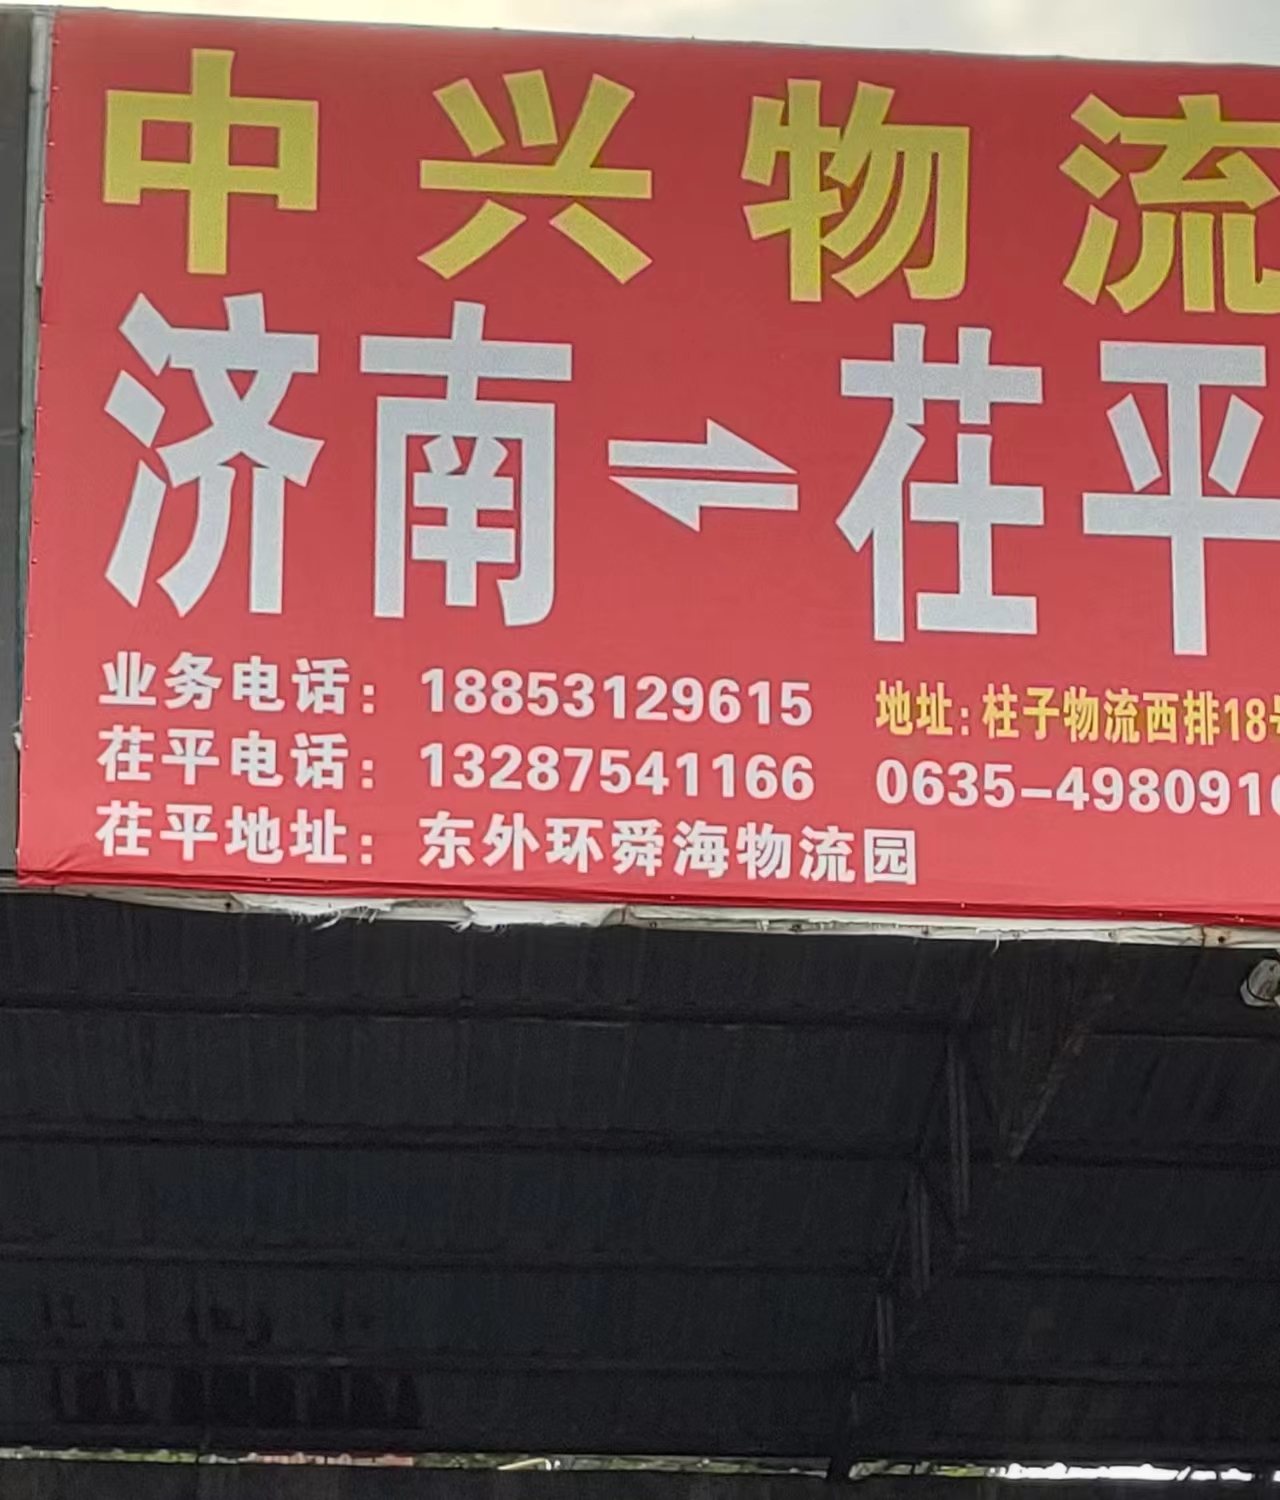 中兴物流
济南⇌茌平
业务电话：18853129615 地址：柱子物流西排18号
茌平电话：13287541166 0635-4980910
茌平地址：东外环舜海物流园